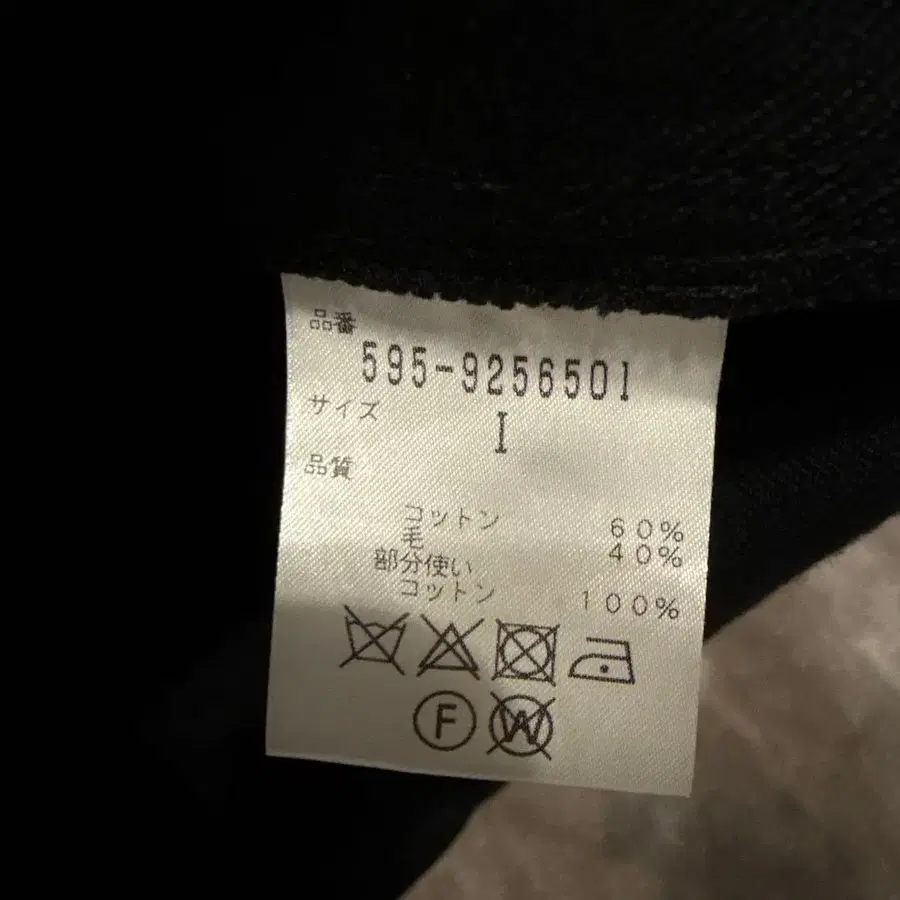 品番
595-9256501
サイズ
I
品質
コットン 60%
毛 40%
部分使い
コットン 100%
F W